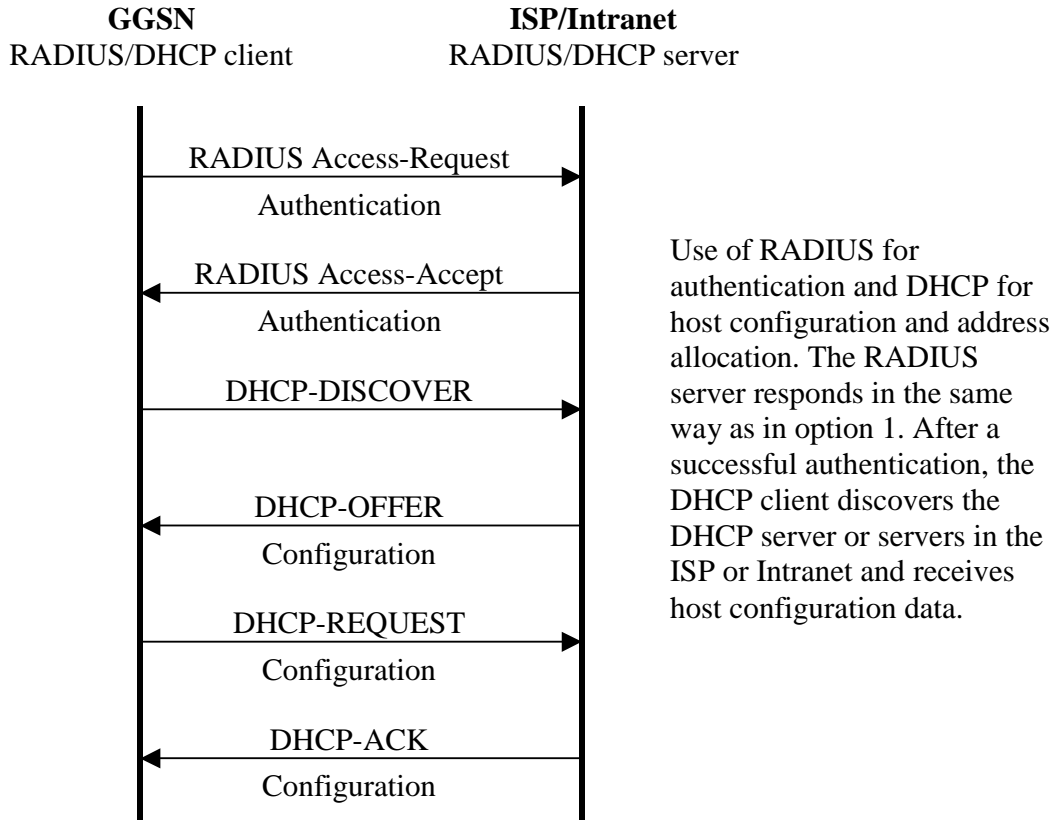 GGSN
RADIUS/DHCP client
ISP/Intranet
RADIUS/DHCP server
RADIUS Access-Request
Authentication
RADIUS Access-Accept
Authentication
DHCP-DISCOVER
DHCP-OFFER
Configuration
DHCP-REQUEST
Configuration
DHCP-ACK
Configuration
Use of RADIUS for
authentication and DHCP for
host configuration and address
allocation. The RADIUS
server responds in the same
way as in option 1. After a
successful authentication, the
DHCP client discovers the
DHCP server or servers in the
ISP or Intranet and receives
host configuration data.